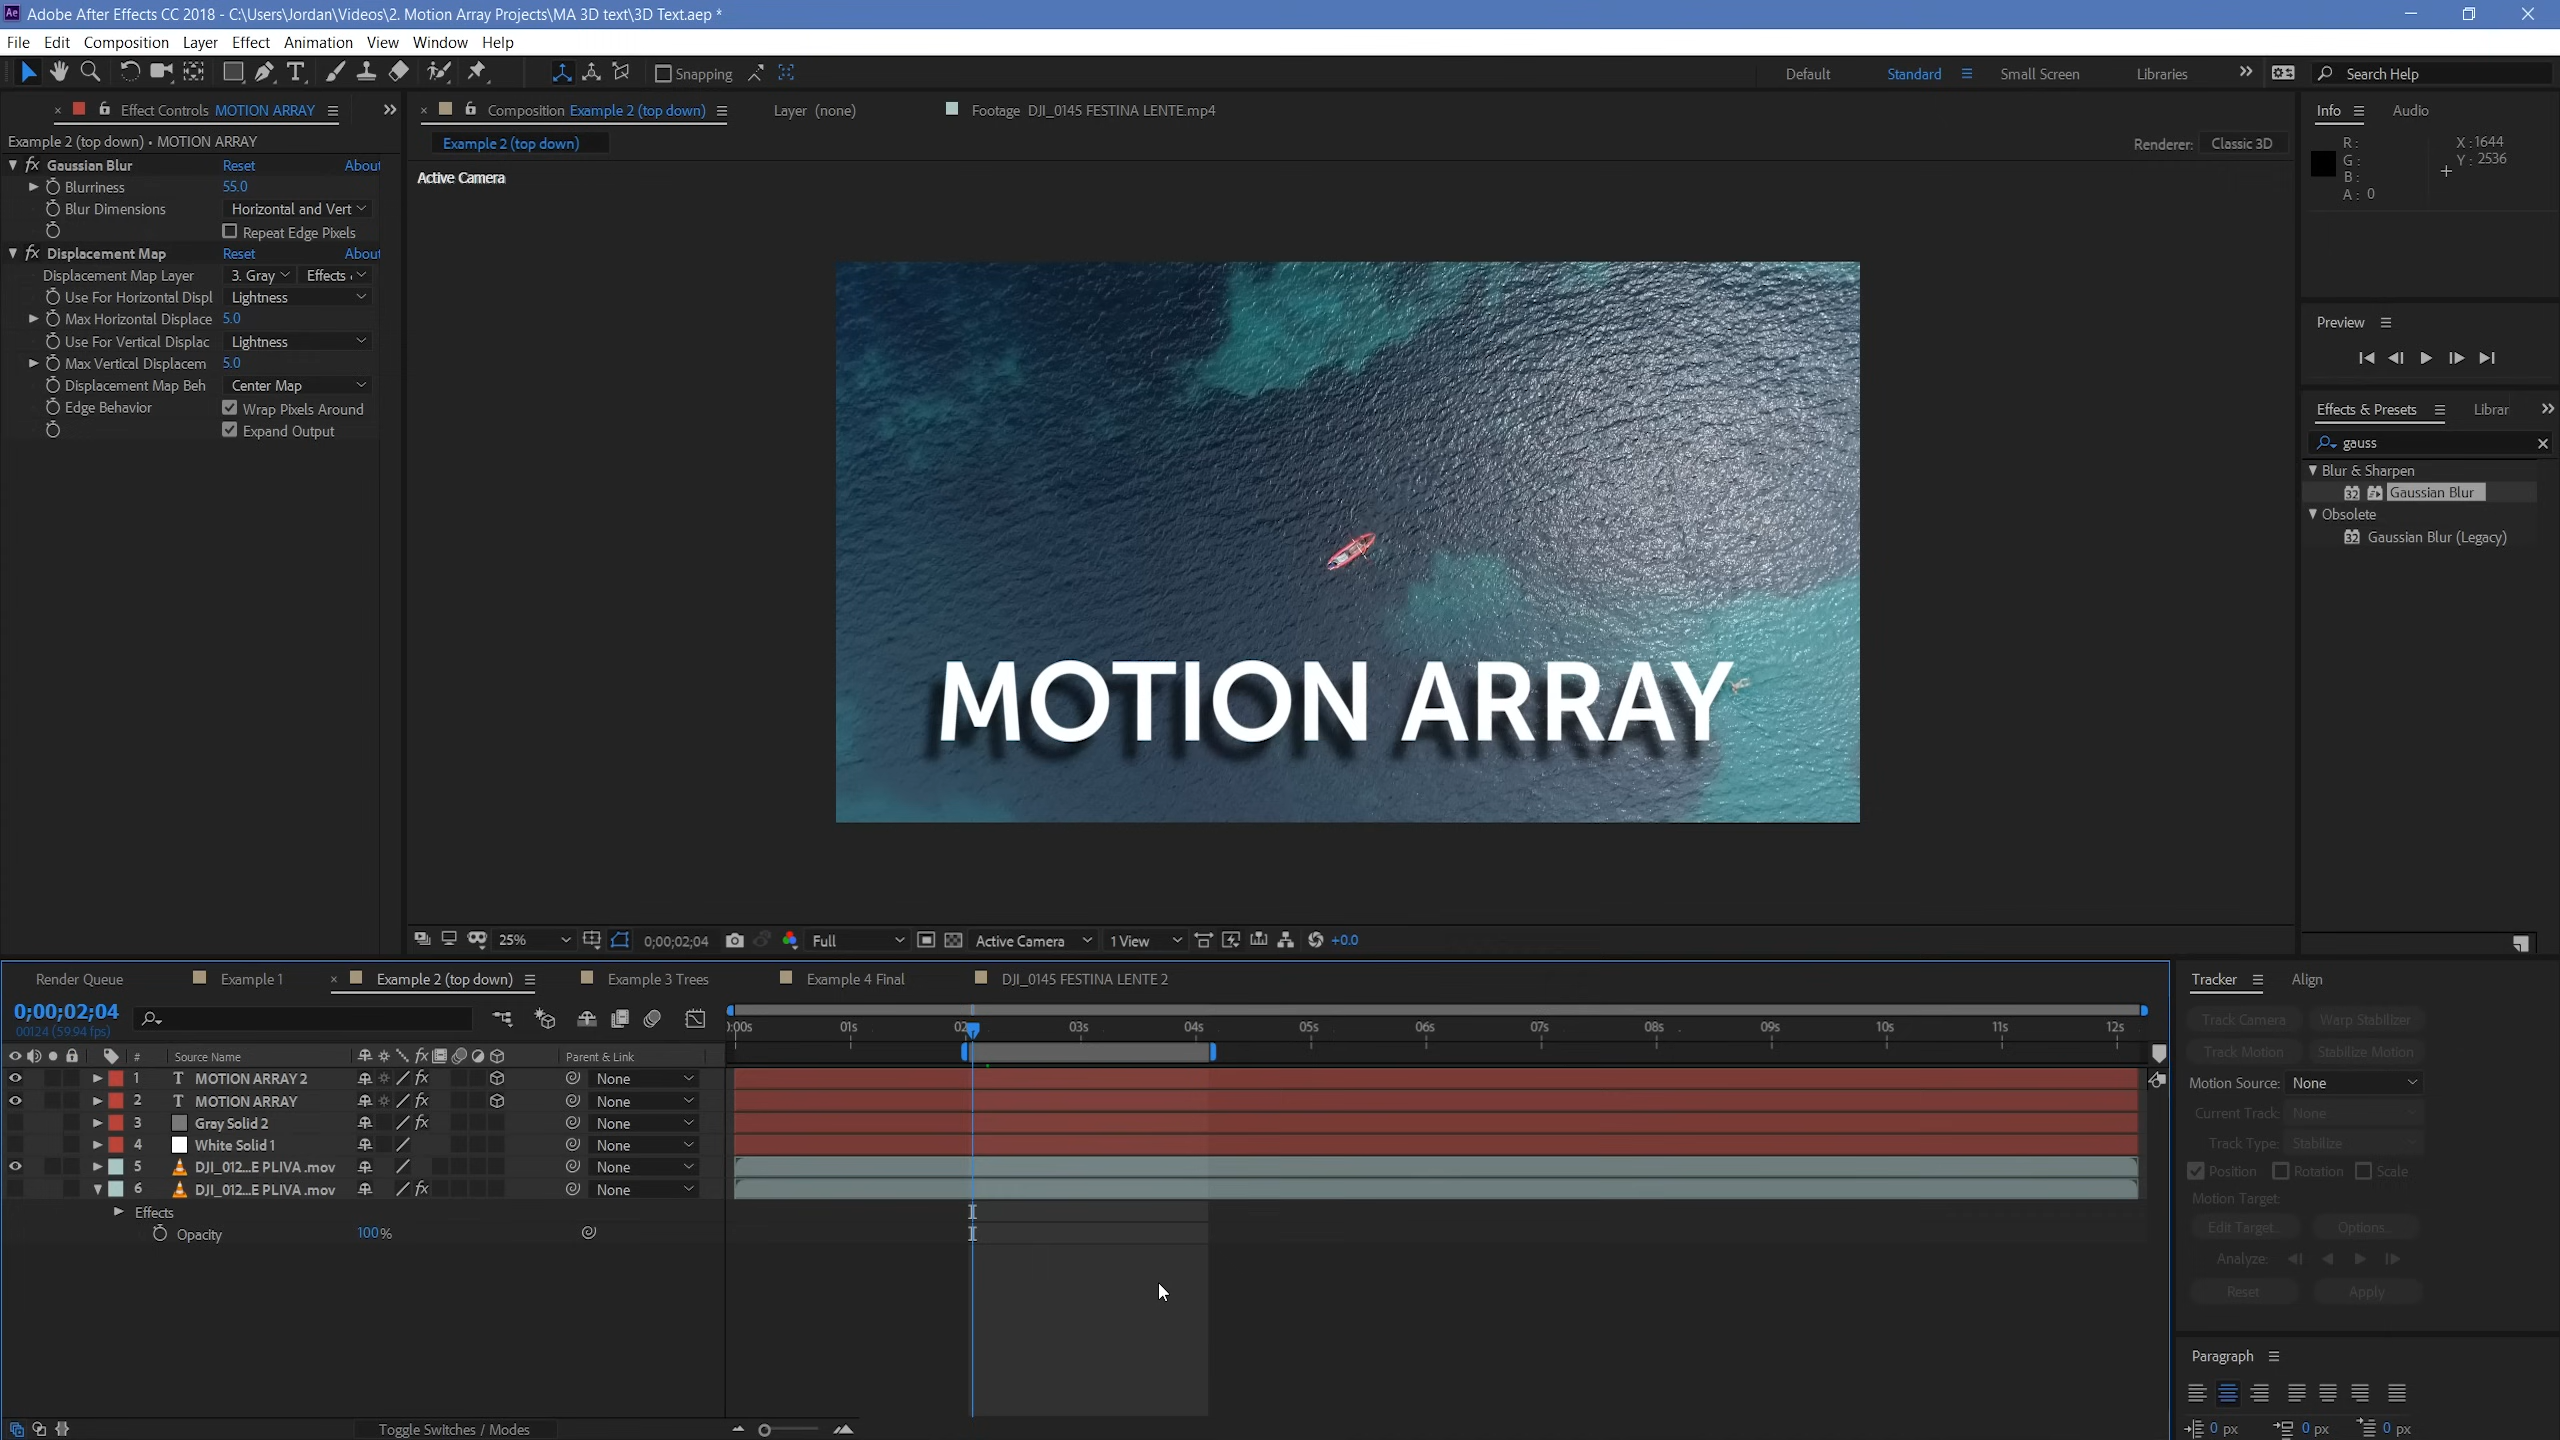 Adobe After Effects CC 2018 - C:\Users\Jordan\Videos\2. Motion Array Projects\MA 3D text\3D Text.aep *
File Edit Composition Layer Effect Animation View Window Help
Snapping Default Standard Small Screen Libraries Search Help
Effect Controls MOTION ARRAY
Example 2 (top down) • MOTION ARRAY
Gaussian Blur Reset About
Blurriness 55.0
Blur Dimensions Horizontal and Vert
Repeat Edge Pixels
Displacement Map Reset About
Displacement Map Layer 3. Gray Effects
Use For Horizontal Displ Lightness
Max Horizontal Displace 5.0
Use For Vertical Displac Lightness
Max Vertical Displacem 5.0
Displacement Map Beh Center Map
Edge Behavior Wrap Pixels Around
Expand Output
Composition Example 2 (top down) Layer (none) Footage DJI_0145 FESTINA LENTE.mp4
Example 2 (top down) Renderer: Classic 3D
Active Camera
MOTION ARRAY
25% 0;00;02;04 Full Active Camera 1 View +0.0
Info Audio
R: X : 1644
G: Y : 2536
B:
A: 0
Preview
Effects & Presets Librar
gauss
Blur & Sharpen
32 Gaussian Blur
Obsolete
32 Gaussian Blur (Legacy)
Render Queue Example 1 Example 2 (top down) Example 3 Trees Example 4 Final DJI_0145 FESTINA LENTE 2
0;00;02;04
00124 (59.94 fps)
):00s 01s 02 03s 04s 05s 06s 07s 08s 09s 10s 11s 12s
# Source Name fx Parent & Link
1 T MOTION ARRAY 2 fx None
2 T MOTION ARRAY fx None
3 Gray Solid 2 fx None
4 White Solid 1 None
5 DJI_012...E PLIVA .mov None
6 DJI_012...E PLIVA .mov fx None
Effects
Opacity 100%
Toggle Switches / Modes
Tracker Align
Track Camera Warp Stabilizer
Track Motion Stabilize Motion
Motion Source: None
Current Track: None
Track Type: Stabilize
Position Rotation Scale
Motion Target:
Edit Target... Options...
Analyze:
Reset Apply
Paragraph
0 px 0 px 0 px